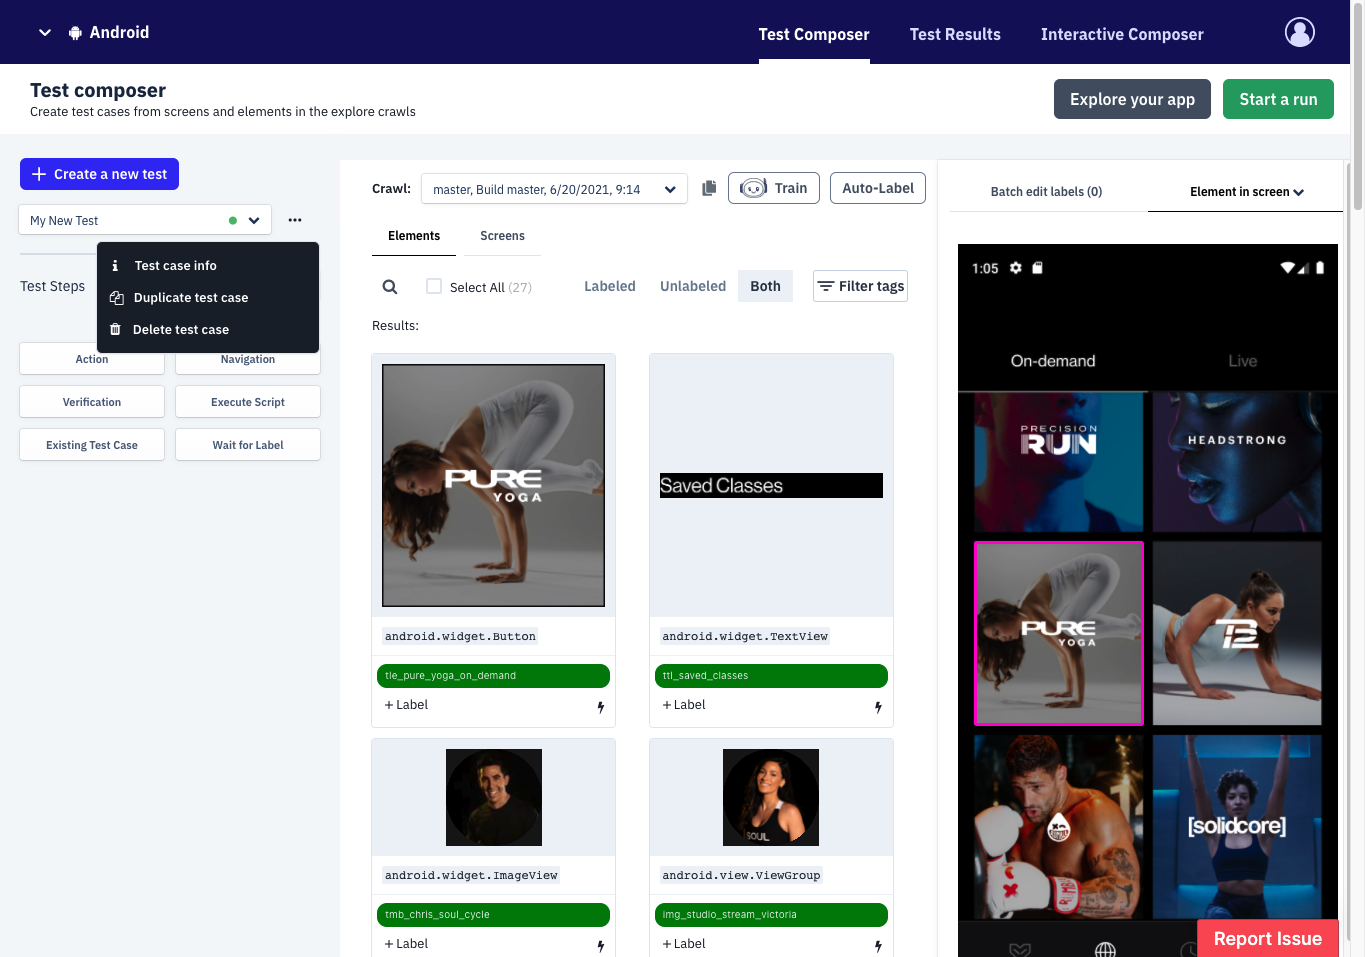 Android
Test Composer
Test Results
Interactive Composer
Test composer
Create test cases from screens and elements in the explore crawls
Explore your app
Start a run
Create a new test
My New Test
Test case info
Duplicate test case
Delete test case
Test Steps
Action
Navigation
Verification
Execute Script
Existing Test Case
Wait for Label
Crawl:
master, Build master, 6/20/2021, 9:14
Train
Auto-Label
Elements
Screens
Select All (27)
Labeled
Unlabeled
Both
Filter tags
Results:
PURE
YOGA
Saved Classes
android.widget.Button
android.widget.TextView
tle_pure_yoga_on_demand
ttl_saved_classes
+ Label
+ Label
SOUL
android.widget.ImageView
android.view.ViewGroup
tmb_chris_soul_cycle
img_studio_stream_victoria
+ Label
+ Label
Batch edit labels (0)
Element in screen
1:05
On-demand
Live
PRECISION
RUN
HEADSTRONG
PURE
YOGA
[solidcore]
Report Issue